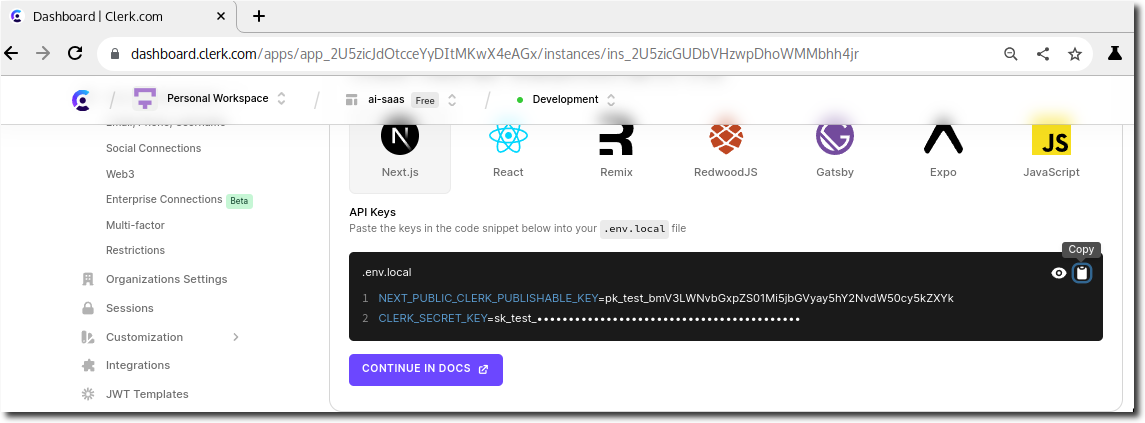 Dashboard | Clerk.com
dashboard.clerk.com/apps/app_2U5zicJdOtcceYyDItMKwX4eAGx/instances/ins_2U5zicGUDbVHzwpDhoWMMbhh4jr
Personal Workspace
ai-saas Free
Development
Social Connections
Web3
Enterprise Connections Beta
Multi-factor
Restrictions
Organizations Settings
Sessions
Customization
Integrations
JWT Templates
Next.js
React
Remix
RedwoodJS
Gatsby
Expo
JS
JavaScript
API Keys
Paste the keys in the code snippet below into your .env.local file
Copy
.env.local
1 NEXT_PUBLIC_CLERK_PUBLISHABLE_KEY=pk_test_bmV3LWNvbGxpZS01Mi5jbGVyay5hY2NvdW50cy5kZXYk
2 CLERK_SECRET_KEY=sk_test_••••••••••••••••••••••••••••••••••••••••••
CONTINUE IN DOCS